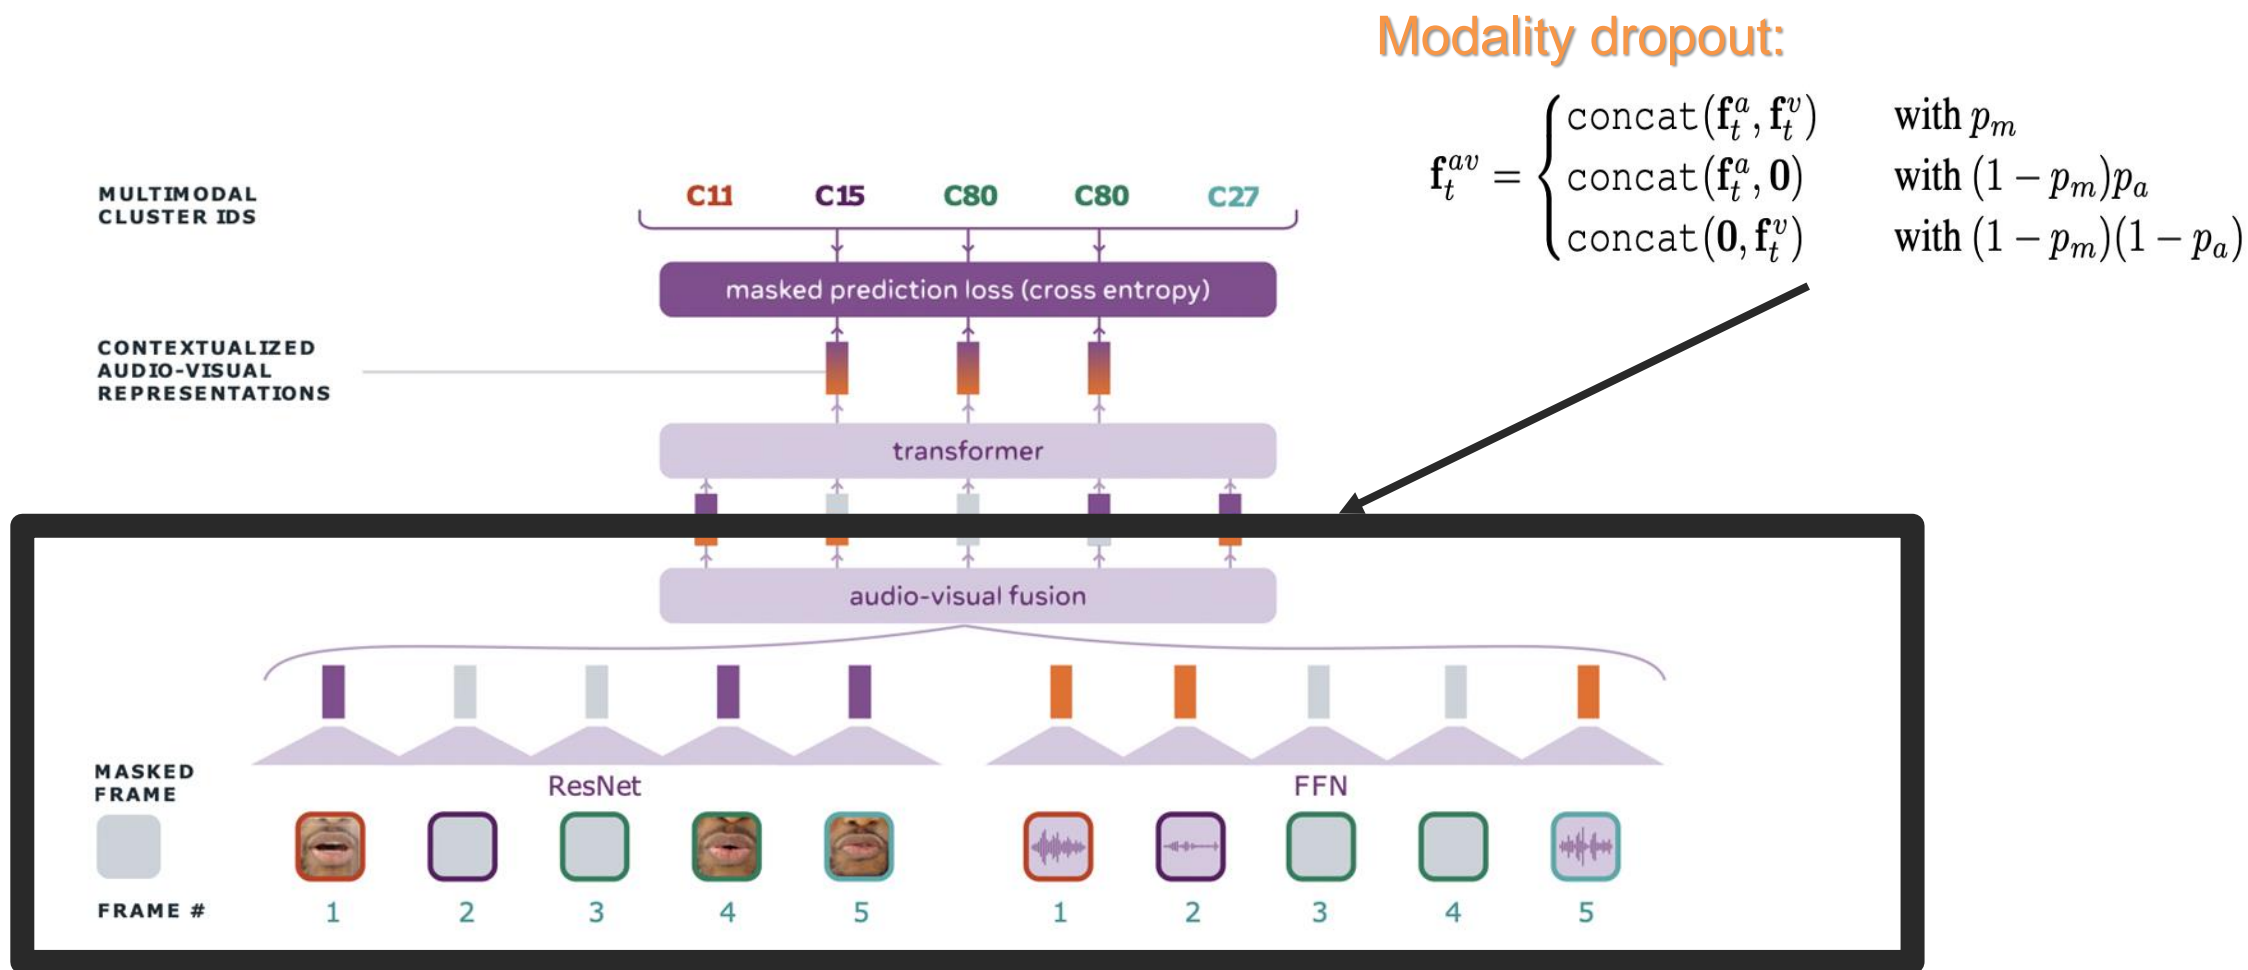 Modality dropout:
f_t^{av} = { concat(f_t^a, f_t^v) with p_m
concat(f_t^a, 0) with (1 − p_m)p_a
concat(0, f_t^v) with (1 − p_m)(1 − p_a)
MULTIMODAL
CLUSTER IDS
C11 C15 C80 C80 C27
masked prediction loss (cross entropy)
CONTEXTUALIZED
AUDIO-VISUAL
REPRESENTATIONS
transformer
audio-visual fusion
MASKED
FRAME
ResNet FFN
FRAME # 1 2 3 4 5 1 2 3 4 5